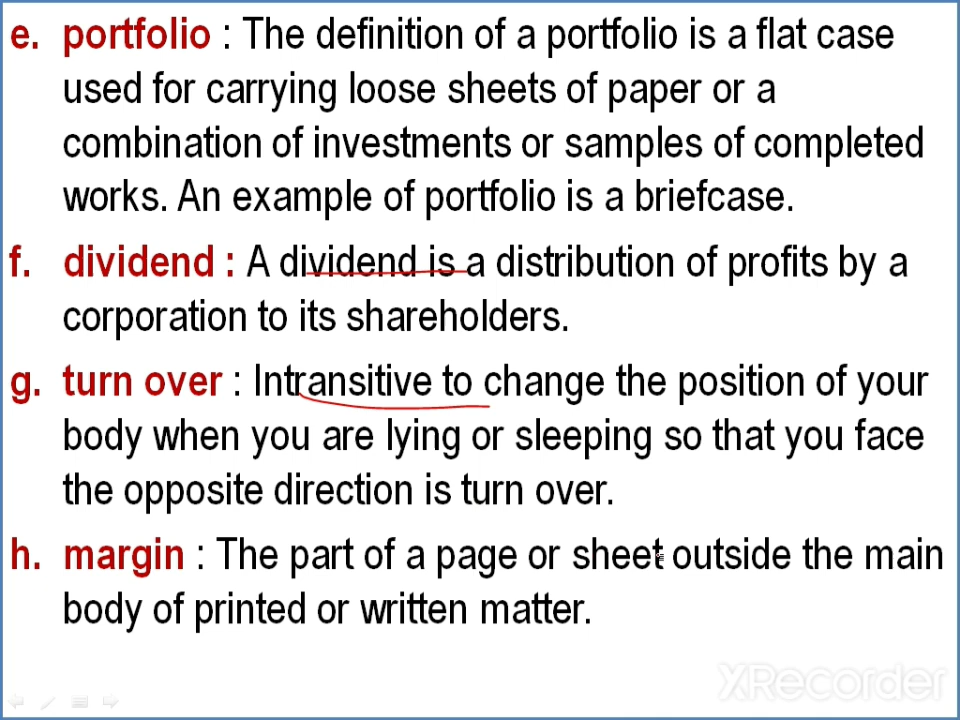 e. portfolio : The definition of a portfolio is a flat case
used for carrying loose sheets of paper or a
combination of investments or samples of completed
works. An example of portfolio is a briefcase.
f. dividend : A dividend is a distribution of profits by a
corporation to its shareholders.
g. turn over : Intransitive to change the position of your
body when you are lying or sleeping so that you face
the opposite direction is turn over.
h. margin : The part of a page or sheet outside the main
body of printed or written matter.
XRecorder